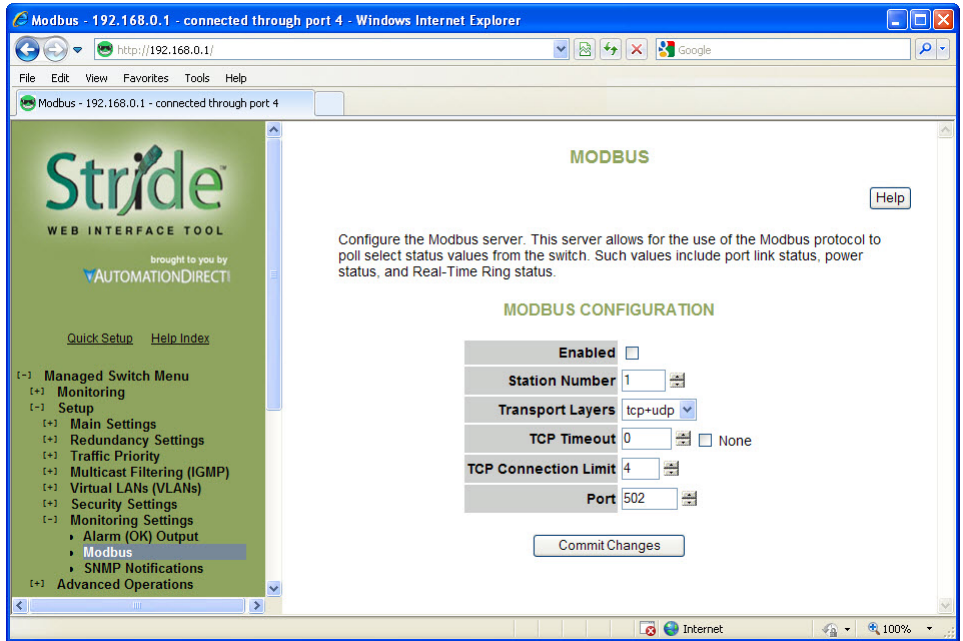 Modbus - 192.168.0.1 - connected through port 4 - Windows Internet Explorer
http://192.168.0.1/
Google
File Edit View Favorites Tools Help
Modbus - 192.168.0.1 - connected through port 4
Stride™
WEB INTERFACE TOOL
brought to you by
AUTOMATIONDIRECT
Quick Setup Help Index
[-] Managed Switch Menu
[+] Monitoring
[-] Setup
[+] Main Settings
[+] Redundancy Settings
[+] Traffic Priority
[+] Multicast Filtering (IGMP)
[+] Virtual LANs (VLANs)
[+] Security Settings
[-] Monitoring Settings
Alarm (OK) Output
Modbus
SNMP Notifications
[+] Advanced Operations
MODBUS
Help
Configure the Modbus server. This server allows for the use of the Modbus protocol to
poll select status values from the switch. Such values include port link status, power
status, and Real-Time Ring status.
MODBUS CONFIGURATION
Enabled
Station Number 1
Transport Layers tcp+udp
TCP Timeout 0 None
TCP Connection Limit 4
Port 502
Commit Changes
Internet
100%